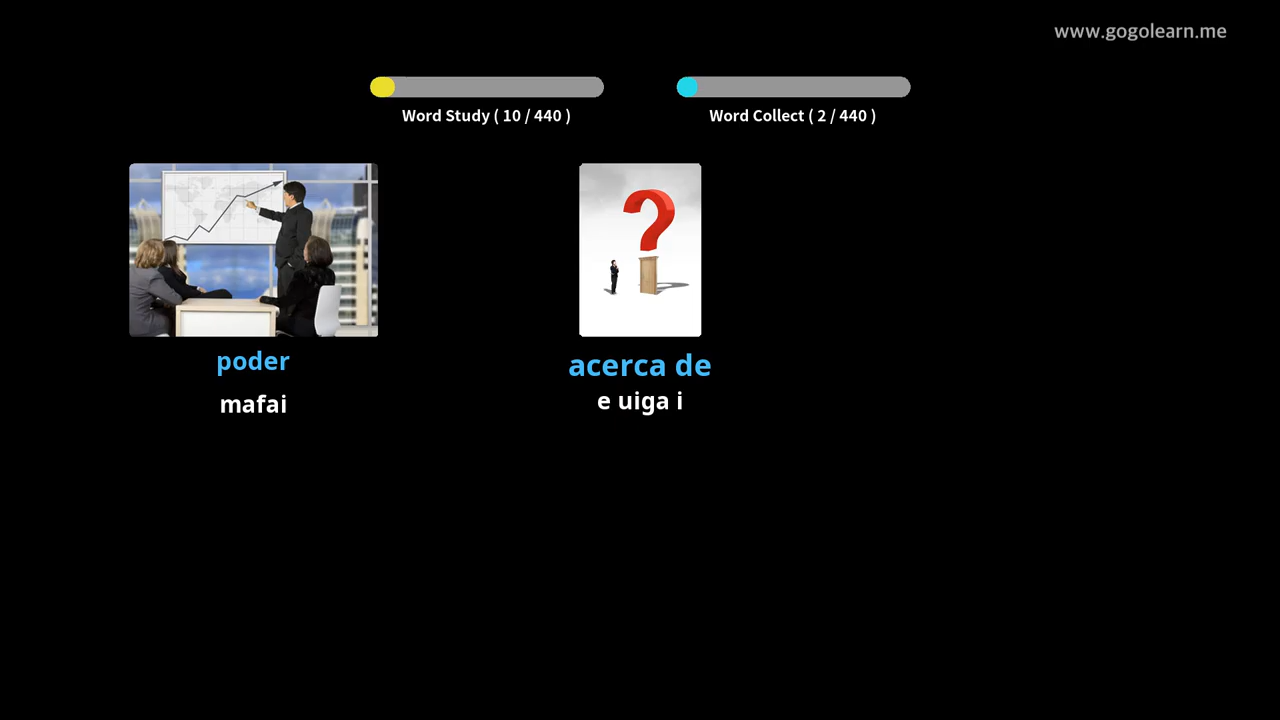 www.gogolearn.me
Word Study ( 10 / 440 )
Word Collect ( 2 / 440 )
poder
mafai
acerca de
e uiga i